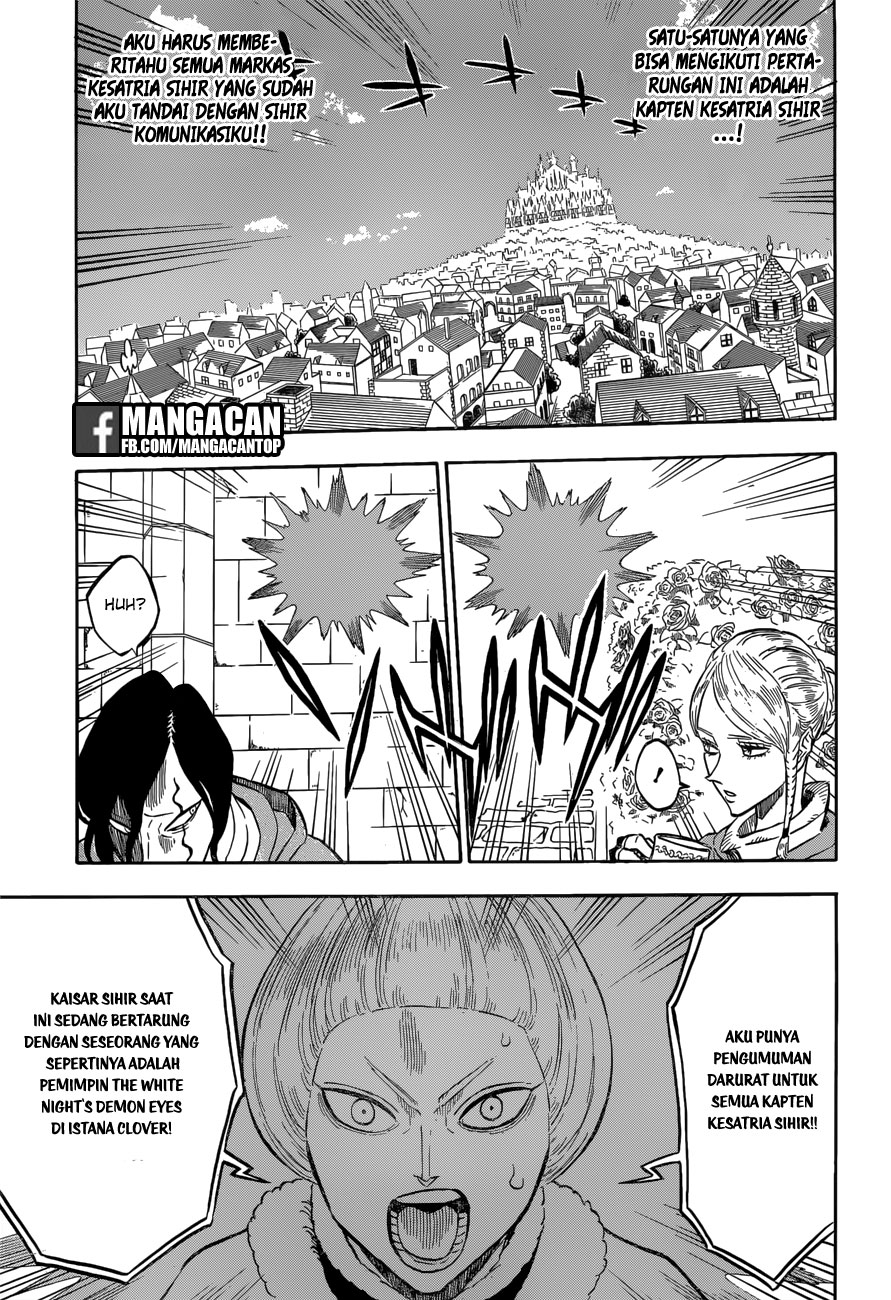 SATU-SATUNYA YANG
BISA MENGIKUTI PERTA-
RUNGAN INI ADALAH
KAPTEN KESATRIA SIHIR
...!
AKU HARUS MEMBE-
RITAHU SEMUA MARKAS
KESATRIA SIHIR YANG SUDAH
AKU TANDAI DENGAN SIHIR
KOMUNIKASIKU!!
f MANGACAN
FB.COM/MANGACANTOP
HUH?
AKU PUNYA
PENGUMUMAN
DARURAT UNTUK
SEMUA KAPTEN
KESATRIA SIHIR!!
KAISAR SIHIR SAAT
INI SEDANG BERTARUNG
DENGAN SESEORANG YANG
SEPERTINYA ADALAH
PEMIMPIN THE WHITE
NIGHT'S DEMON EYES
DI ISTANA CLOVER!